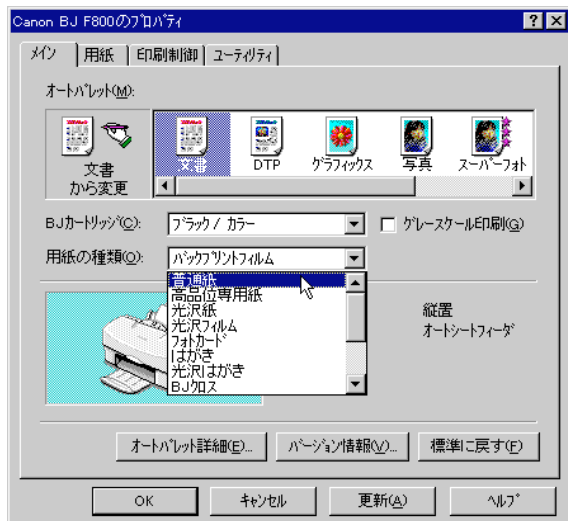 Canon BJ F800のﾌﾟﾛﾊﾟﾃｨ
ﾒｲﾝ 用紙 印刷制御 ﾕｰﾃｨﾘﾃｨ
ｵｰﾄﾊﾟﾚｯﾄ(M):
文書
から変更
文書 DTP ｸﾞﾗﾌｨｯｸｽ 写真 ｽｰﾊﾟｰﾌｫﾄ
BJｶｰﾄﾘｯｼﾞ(C): ﾌﾞﾗｯｸ / ｶﾗｰ ｸﾞﾚｰｽｹｰﾙ印刷(G)
用紙の種類(O): ﾊﾞｯｸﾌﾟﾘﾝﾄﾌｨﾙﾑ
普通紙
高品位専用紙
光沢紙
光沢ﾌｨﾙﾑ
ﾌｫﾄｶｰﾄﾞ
はがき
光沢はがき
BJｸﾛｽ
縦置
ｵｰﾄｼｰﾄﾌｨｰﾀﾞ
ｵｰﾄﾊﾟﾚｯﾄ詳細(E)... ﾊﾞｰｼﾞｮﾝ情報(V)... 標準に戻す(F)
OK ｷｬﾝｾﾙ 更新(A) ﾍﾙﾌﾟ